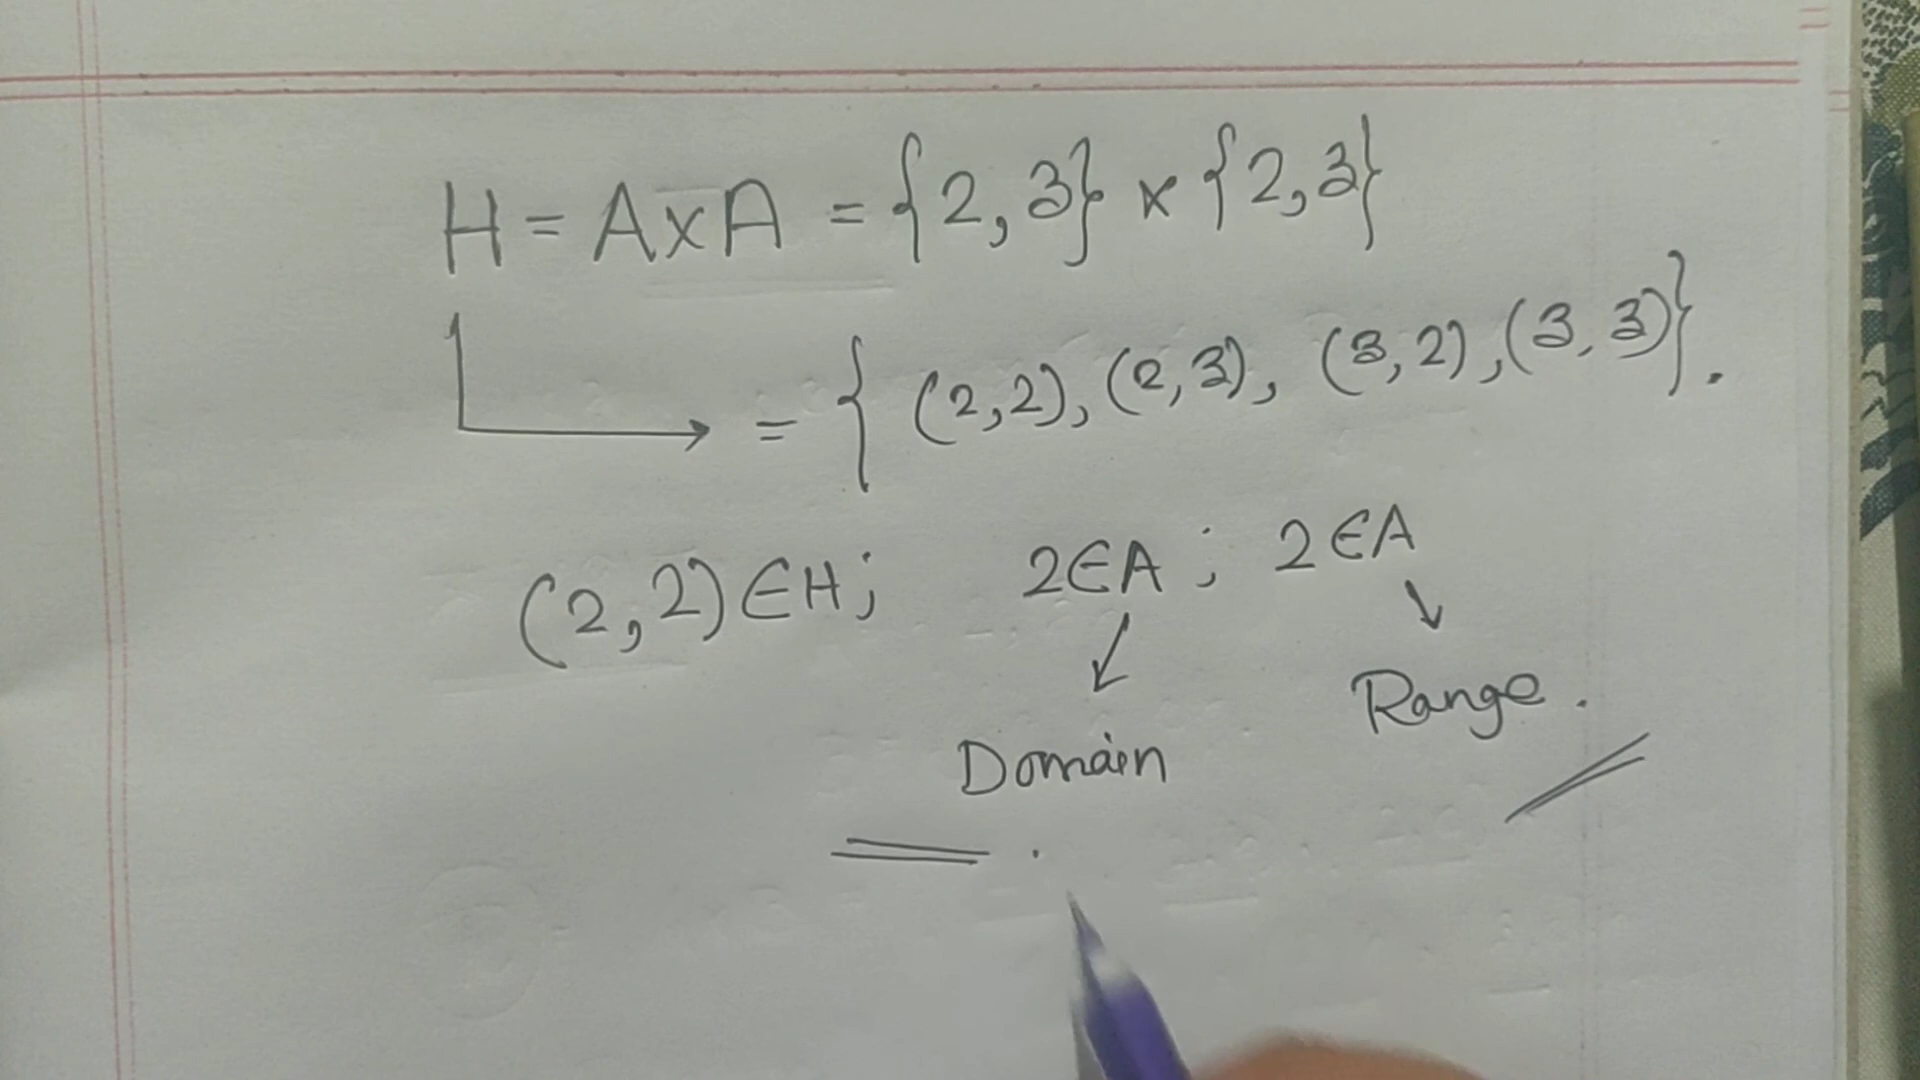 H = A×A = {2,3} × {2,3}
= { (2,2), (2,3), (3,2), (3,3)}.
(2,2)∈H; 2∈A ; 2∈A
Range.
Domain